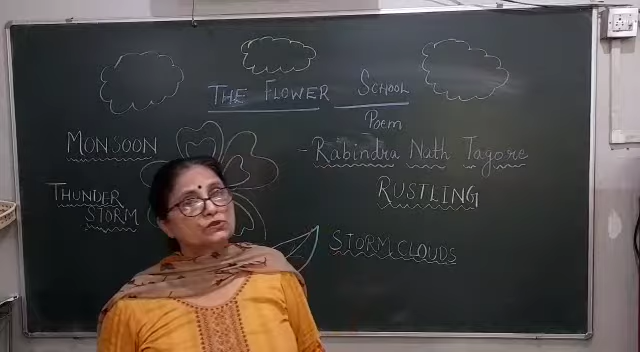 THE FLOWER SCHOOL
Poem
MONSOON
- Rabindra Nath Tagore
THUNDER
STORM
RUSTLING
STORM CLOUDS